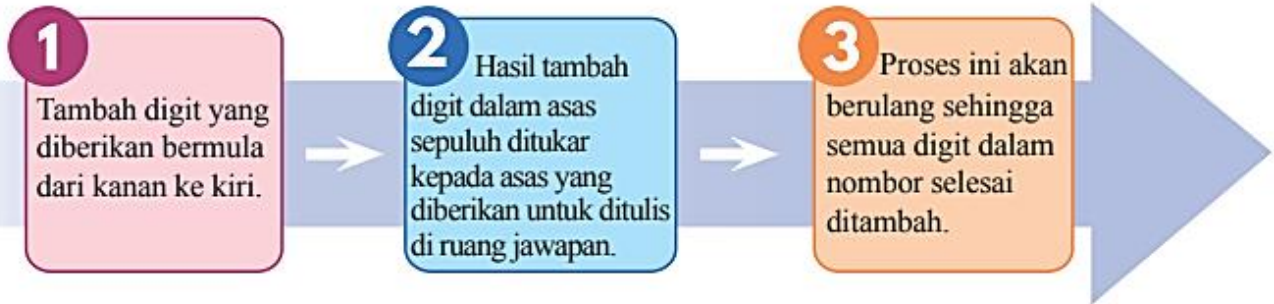 1
Tambah digit yang
diberikan bermula
dari kanan ke kiri.
2
Hasil tambah
digit dalam asas
sepuluh ditukar
kepada asas yang
diberikan untuk ditulis
di ruang jawapan.
3
Proses ini akan
berulang sehingga
semua digit dalam
nombor selesai
ditambah.